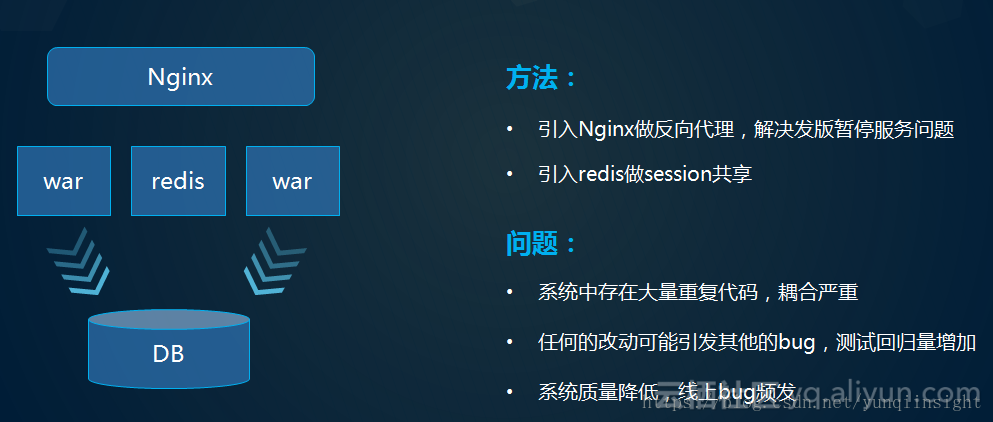 Nginx
war
redis
war
DB
方法：
• 引入Nginx做反向代理，解决发版暂停服务问题
• 引入redis做session共享
问题：
• 系统中存在大量重复代码，耦合严重
• 任何的改动可能引发其他的bug，测试回归量增加
• 系统质量降低，线上bug频发
云栖社区 yq.aliyun.com
https://blog.csdn.net/yunqiinsight